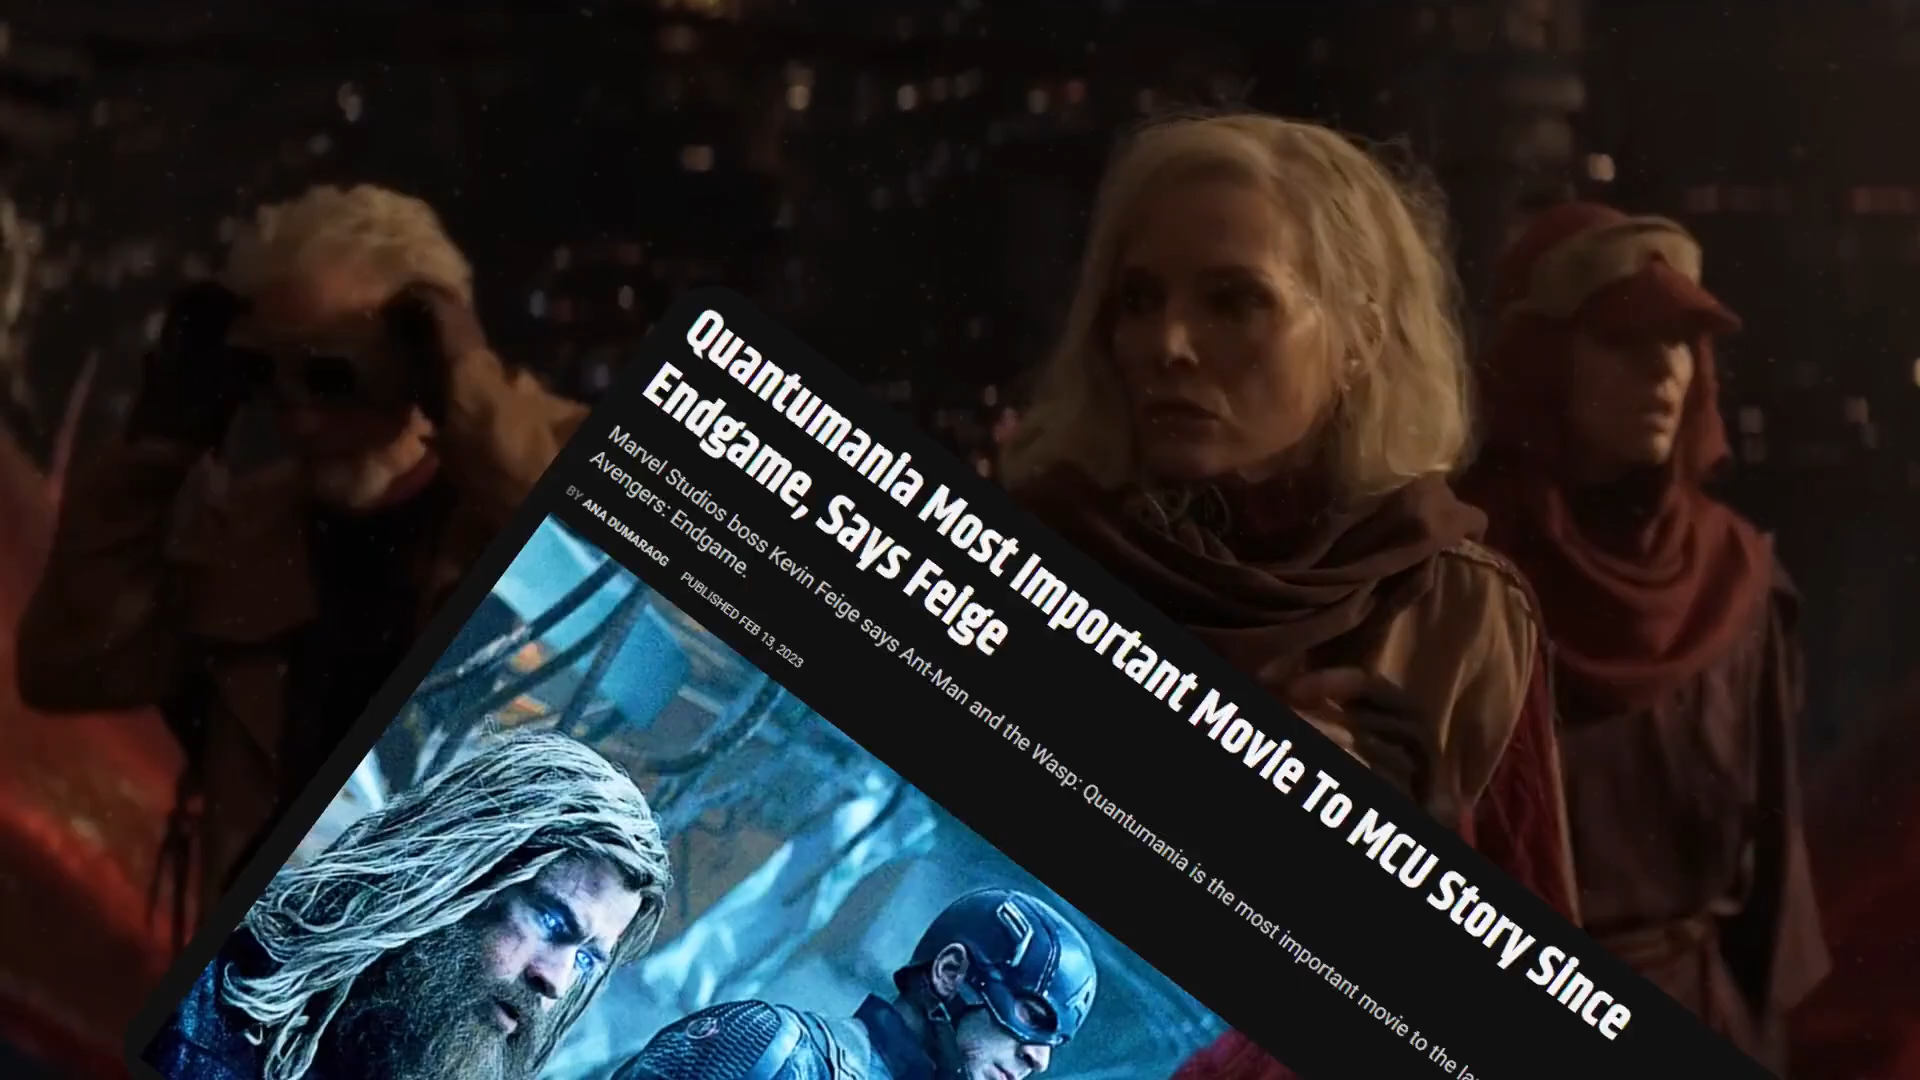 Quantumania Most Important Movie To MCU Story Since
Endgame, Says Feige
Marvel Studios boss Kevin Feige says Ant-Man and the Wasp: Quantumania is the most important movie to the
Avengers: Endgame.
BY ANA DUMARAOG PUBLISHED FEB 13, 2023